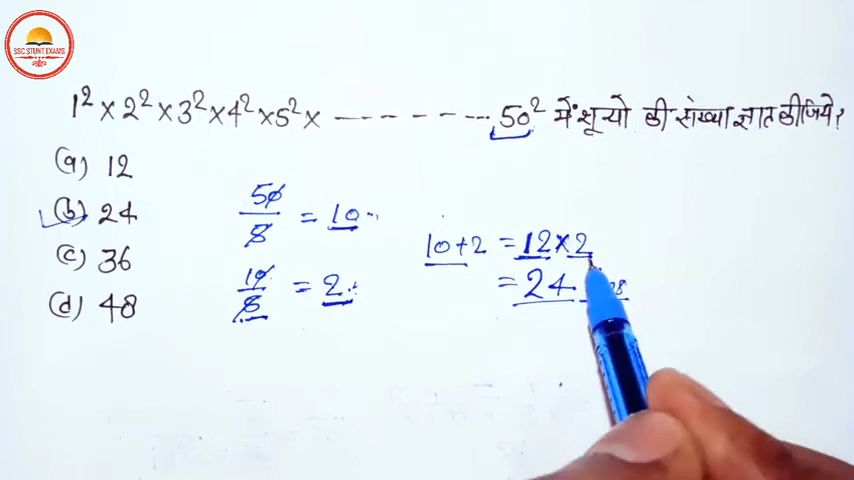 SSC STUNT EXAMS
1² × 2² × 3² × 4² × 5² × ---------- 50² में शून्यो की संख्या ज्ञात कीजिये?
(a) 12
(b) 24
(c) 36
(d) 48
50/5 = 10
10/5 = 2
10+2 = 12×2
= 24